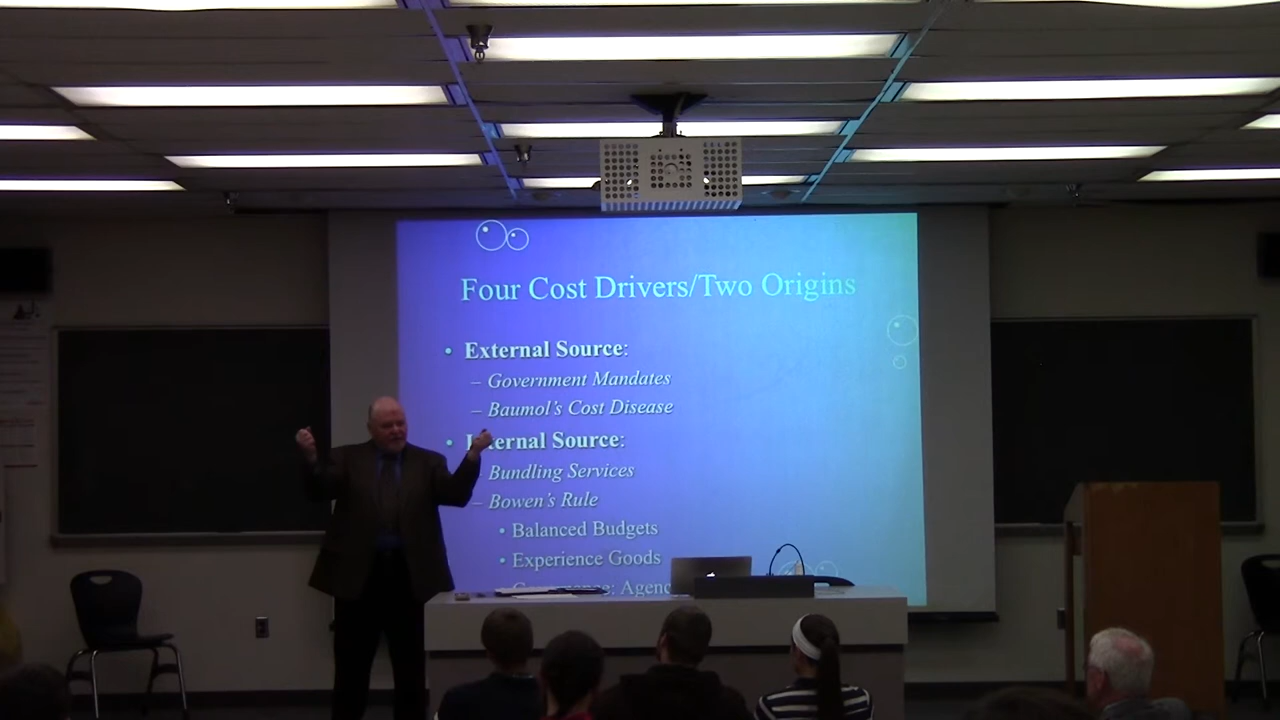 Four Cost Drivers/Two Origins
• External Source:
– Government Mandates
– Baumol's Cost Disease
• Internal Source:
– Bundling Services
– Bowen's Rule
• Balanced Budgets
• Experience Goods